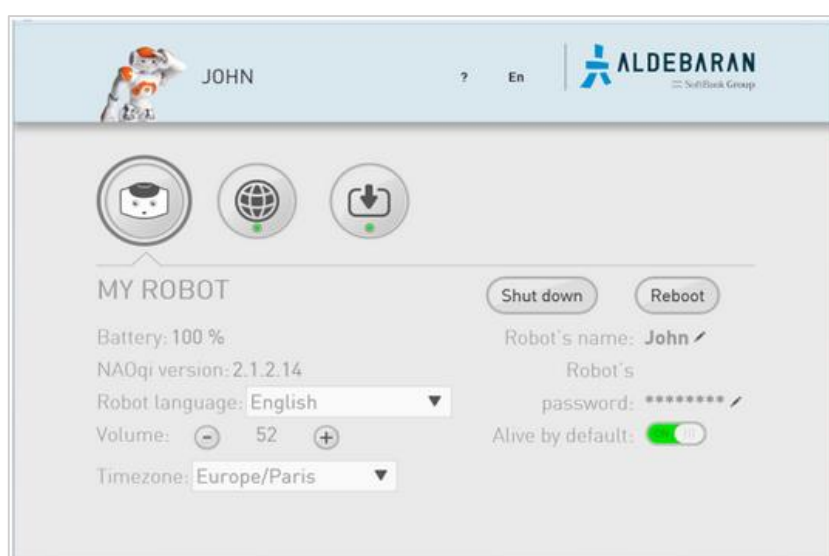 JOHN
?
En
ALDEBARAN
SoftBank Group
MY ROBOT
Shut down
Reboot
Battery: 100 %
Robot's name: John
NAOqi version: 2.1.2.14
Robot's
Robot language: English
password: ********
Volume: 52
Alive by default:
Timezone: Europe/Paris